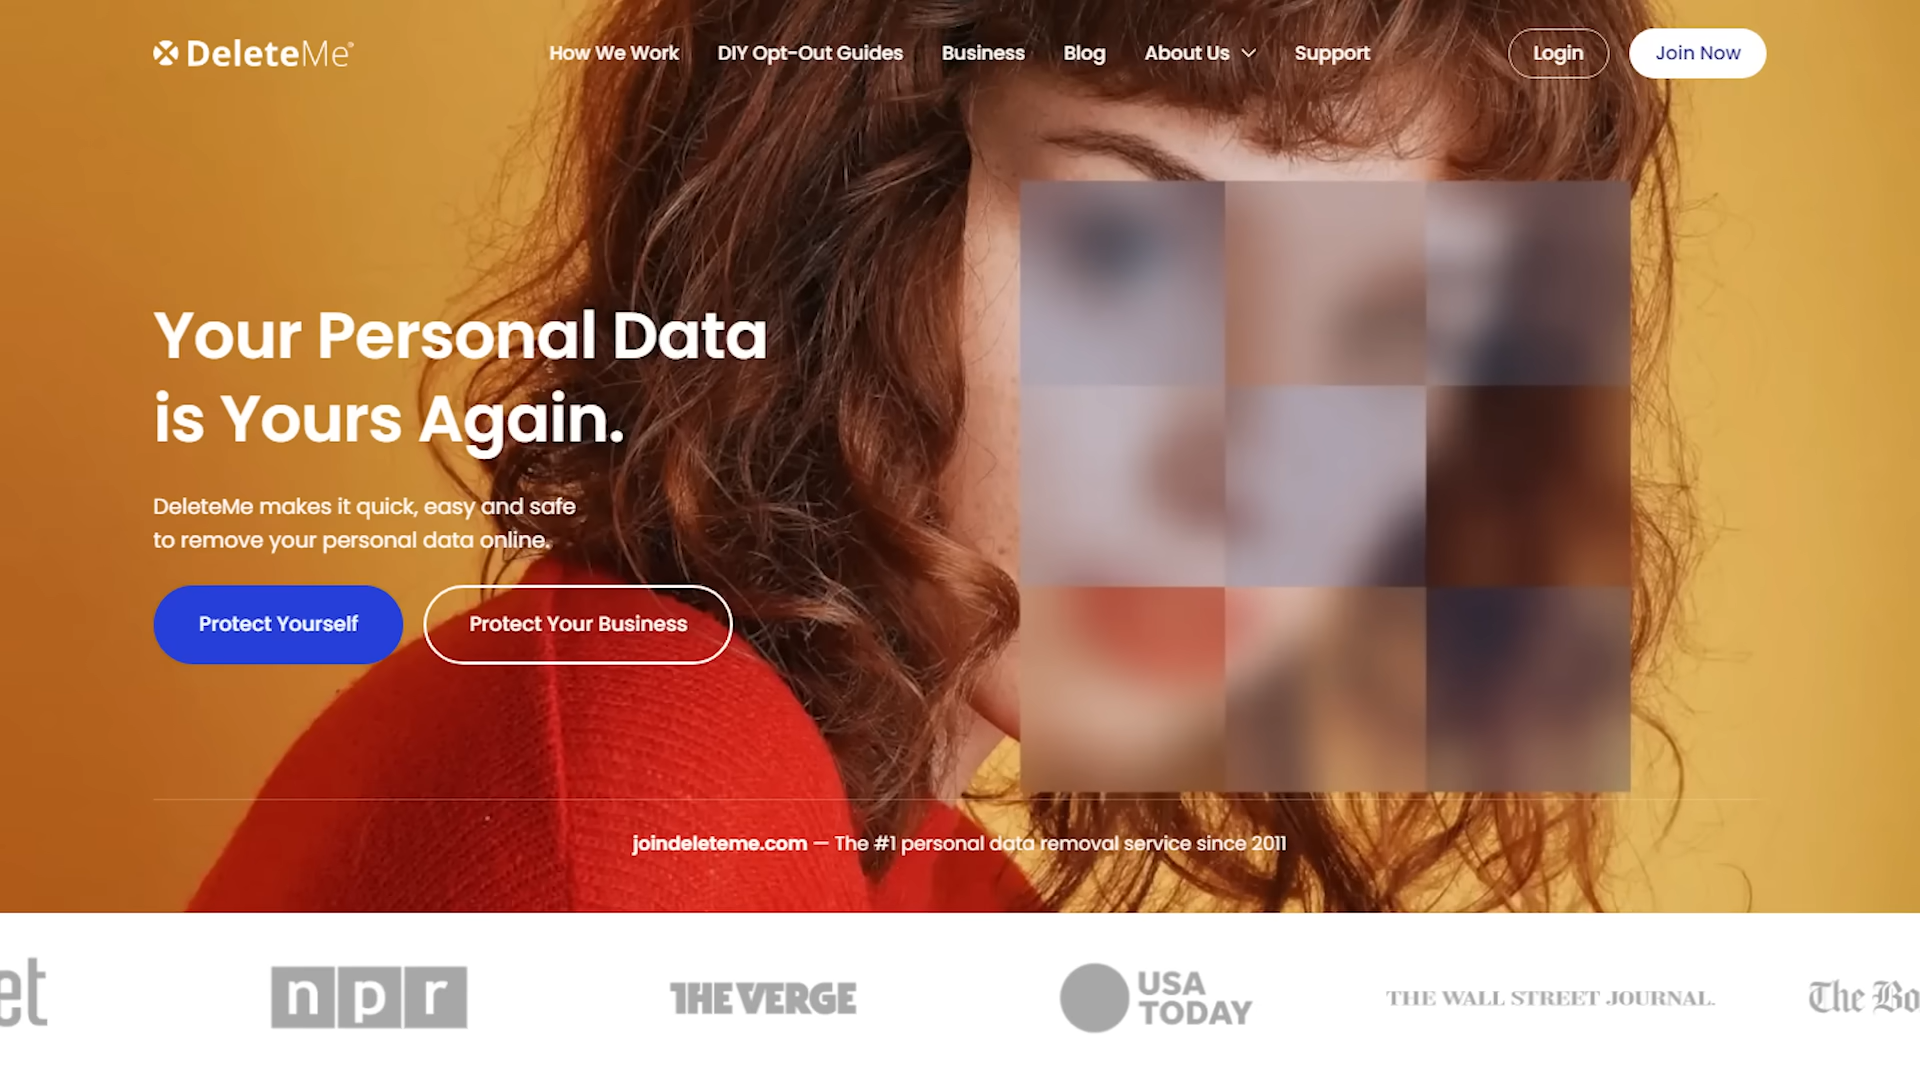 DeleteMe®
How We Work
DIY Opt-Out Guides
Business
Blog
About Us
Support
Login
Join Now
Your Personal Data
is Yours Again.
DeleteMe makes it quick, easy and safe
to remove your personal data online.
Protect Yourself
Protect Your Business
joindeleteme.com — The #1 personal data removal service since 2011
et
npr
THE VERGE
USA
TODAY
THE WALL STREET JOURNAL.
The Bo